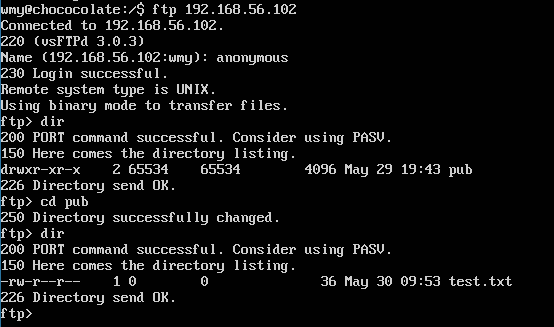 wmy@chococolate:/$ ftp 192.168.56.102
Connected to 192.168.56.102.
220 (vsFTPd 3.0.3)
Name (192.168.56.102:wmy): anonymous
230 Login successful.
Remote system type is UNIX.
Using binary mode to transfer files.
ftp> dir
200 PORT command successful. Consider using PASV.
150 Here comes the directory listing.
drwxr-xr-x    2 65534    65534        4096 May 29 19:43 pub
226 Directory send OK.
ftp> cd pub
250 Directory successfully changed.
ftp> dir
200 PORT command successful. Consider using PASV.
150 Here comes the directory listing.
-rw-r--r--    1 0        0              36 May 30 09:53 test.txt
226 Directory send OK.
ftp>